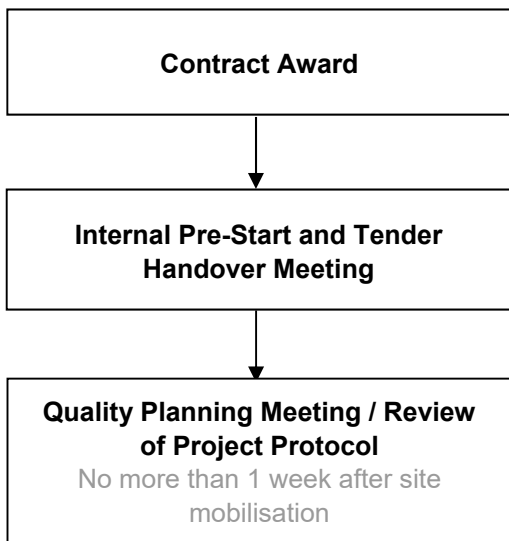 Contract Award
Internal Pre-Start and Tender
Handover Meeting
Quality Planning Meeting / Review
of Project Protocol
No more than 1 week after site
mobilisation